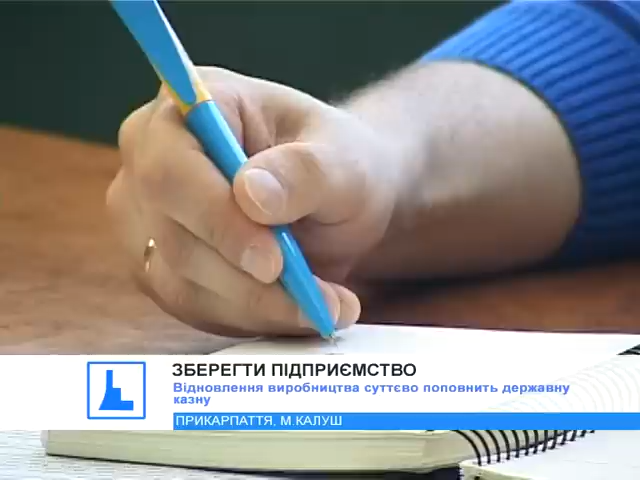 ЗБЕРЕГТИ ПІДПРИЄМСТВО
Відновлення виробництва суттєво поповнить державну
казну
ПРИКАРПАТТЯ, М.КАЛУШ